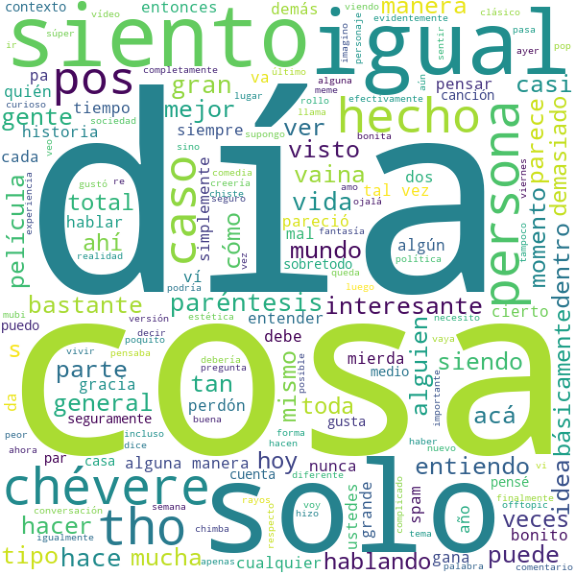 contexto vídeo súper entonces demás manera viendo clásico
ir siento evidentemente personaje pop
quién pa completamente último imagino pasa ayer
pos gran va igual pensar casi
gente tiempo lugar alguna rollo efectivamente aún sentir
curioso mejor meme llama canción
cada historia sociedad siempre ver supongo hecho parece demasiado
veo sino visto bonita
película experiencia día caso simplemente comedia vaina dos persona
total gustó re creería chiste vida amo tal vez momento dentro
hablar cómo pareció ojalá viernes tampoco
ahí seguro mal fantasía algún
realidad ví mundo política
podría vez sobretodo queda luego
mubi bastante estética paréntesis interesante necesito cierto
puedo versión decir entender debe vaya básicamente
s poquito cosa
vivir pensaba debería mierda alguien siendo
da parte gracia pregunta tan mismo posible medio importante
general perdón buena toda gusta acá
seguramente
peor incluso dice forma haber nuevo
ahora par casa alguna manera hoy hacen nunca entiendo vi idea
cuenta diferente grande pensé finalmente
chévere semana rayos ustedes spam complicado año offtopic veces
conversación voy solo
hacer igualmente chimba hizo tema bonito
tho respecto
tipo hace mucha cualquier hablando gana puede
apenas palabra comentario